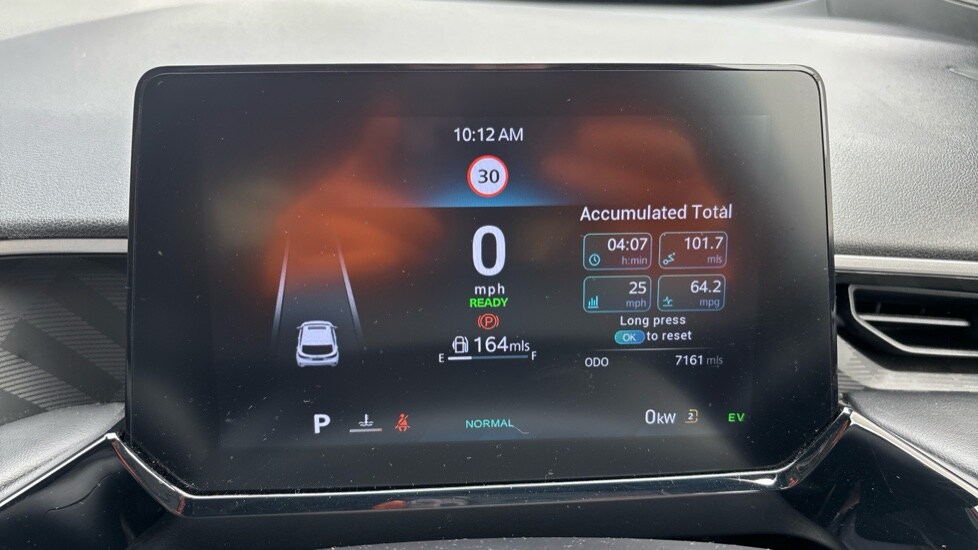 10:12 AM
30
0
mph
READY
P
164mls
E F
Accumulated Total
04:07
h:min
101.7
mls
25
mph
64.2
mpg
Long press
OK to reset
ODO 7161 mls
P
NORMAL
0kW
2
EV